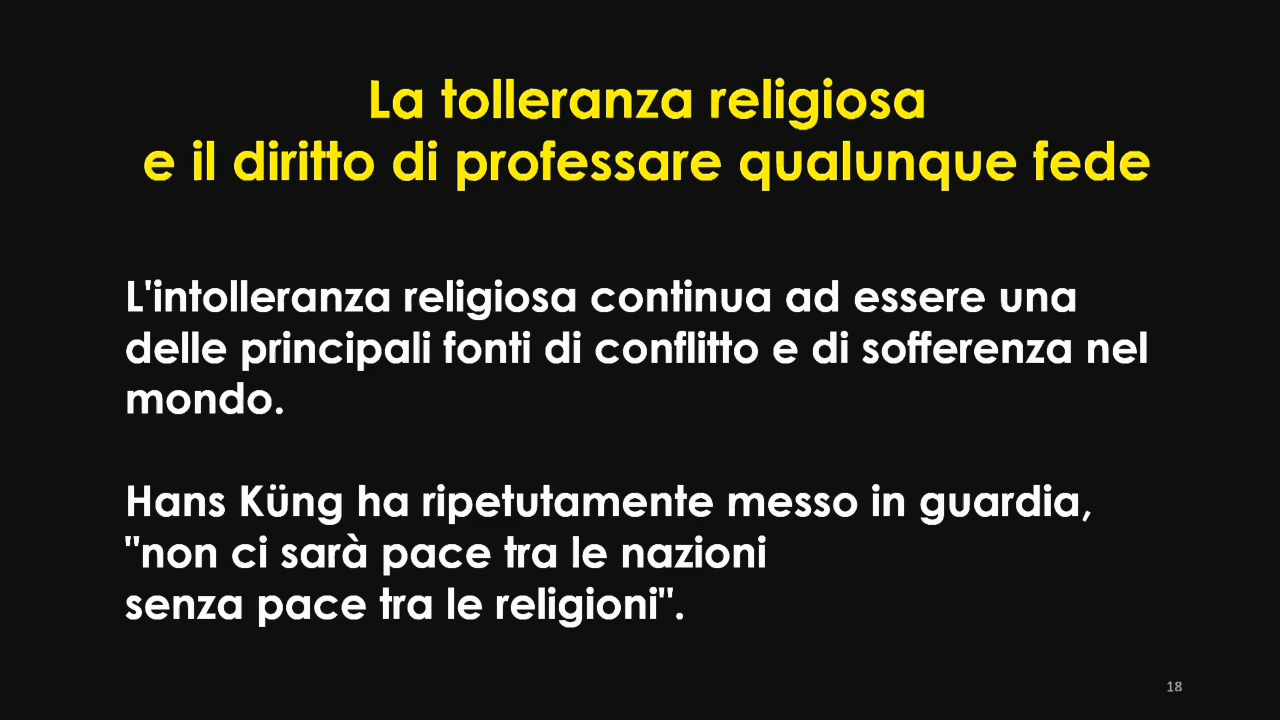 La tolleranza religiosa
e il diritto di professare qualunque fede
L'intolleranza religiosa continua ad essere una
delle principali fonti di conflitto e di sofferenza nel
mondo.
Hans Küng ha ripetutamente messo in guardia,
"non ci sarà pace tra le nazioni
senza pace tra le religioni".
18